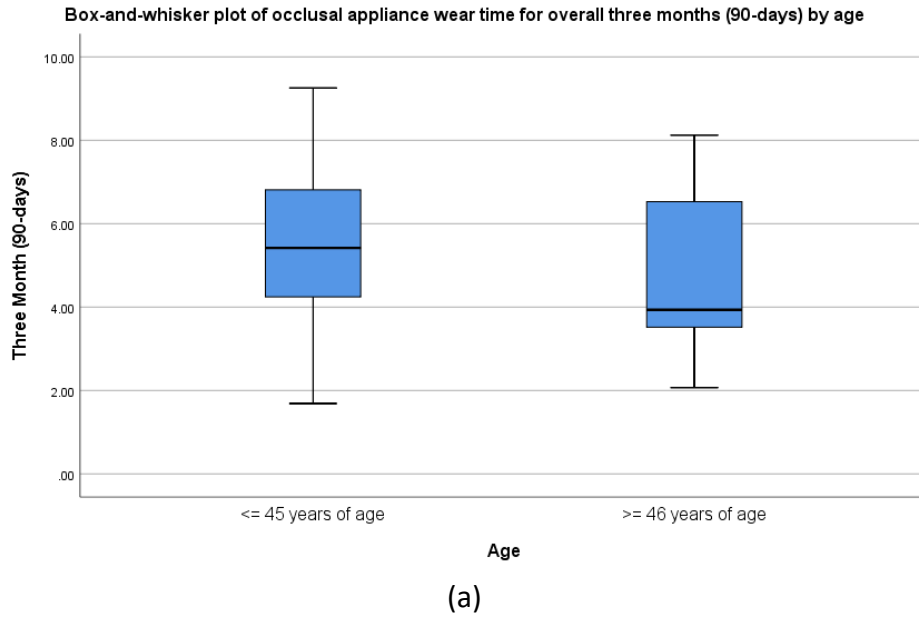 Box-and-whisker plot of occlusal appliance wear time for overall three months (90-days) by age
Three Month (90-days)
10.00
8.00
6.00
4.00
2.00
.00
<= 45 years of age
>= 46 years of age
Age
(a)